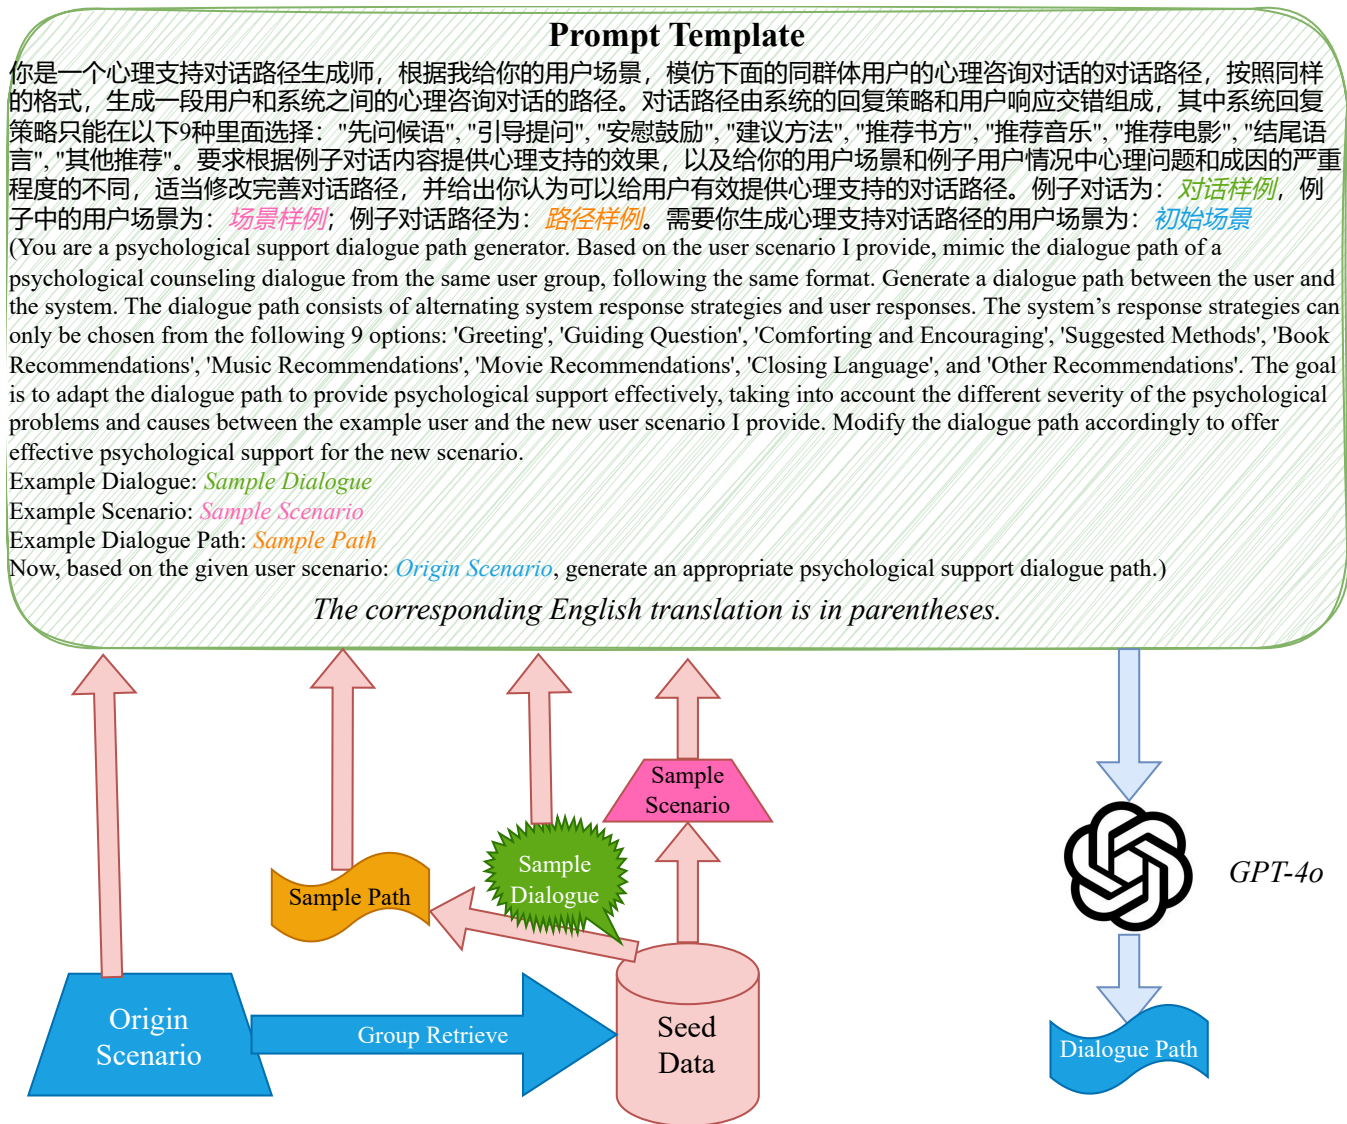 Prompt Template
你是一个心理支持对话路径生成师，根据我给你的用户场景，模仿下面的同群体用户的心理咨询对话的对话路径，按照同样
的格式，生成一段用户和系统之间的心理咨询对话的路径。对话路径由系统的回复策略和用户响应交错组成，其中系统回复
策略只能在以下9种里面选择："先问候语", "引导提问", "安慰鼓励", "建议方法", "推荐书方", "推荐音乐", "推荐电影", "结尾语
言", "其他推荐"。要求根据例子对话内容提供心理支持的效果，以及给你的用户场景和例子用户情况中心理问题和成因的严重
程度的不同，适当修改完善对话路径，并给出你认为可以给用户有效提供心理支持的对话路径。例子对话为：对话样例，例
子中的用户场景为：场景样例；例子对话路径为：路径样例。需要你生成心理支持对话路径的用户场景为：初始场景
(You are a psychological support dialogue path generator. Based on the user scenario I provide, mimic the dialogue path of a
psychological counseling dialogue from the same user group, following the same format. Generate a dialogue path between the user and
the system. The dialogue path consists of alternating system response strategies and user responses. The system's response strategies can
only be chosen from the following 9 options: 'Greeting', 'Guiding Question', 'Comforting and Encouraging', 'Suggested Methods', 'Book
Recommendations', 'Music Recommendations', 'Movie Recommendations', 'Closing Language', and 'Other Recommendations'. The goal
is to adapt the dialogue path to provide psychological support effectively, taking into account the different severity of the psychological
problems and causes between the example user and the new user scenario I provide. Modify the dialogue path accordingly to offer
effective psychological support for the new scenario.
Example Dialogue: Sample Dialogue
Example Scenario: Sample Scenario
Example Dialogue Path: Sample Path
Now, based on the given user scenario: Origin Scenario, generate an appropriate psychological support dialogue path.)
The corresponding English translation is in parentheses.
Sample
Scenario
Sample
Dialogue
Sample Path
GPT-4o
Origin
Scenario
Group Retrieve
Seed
Data
Dialogue Path